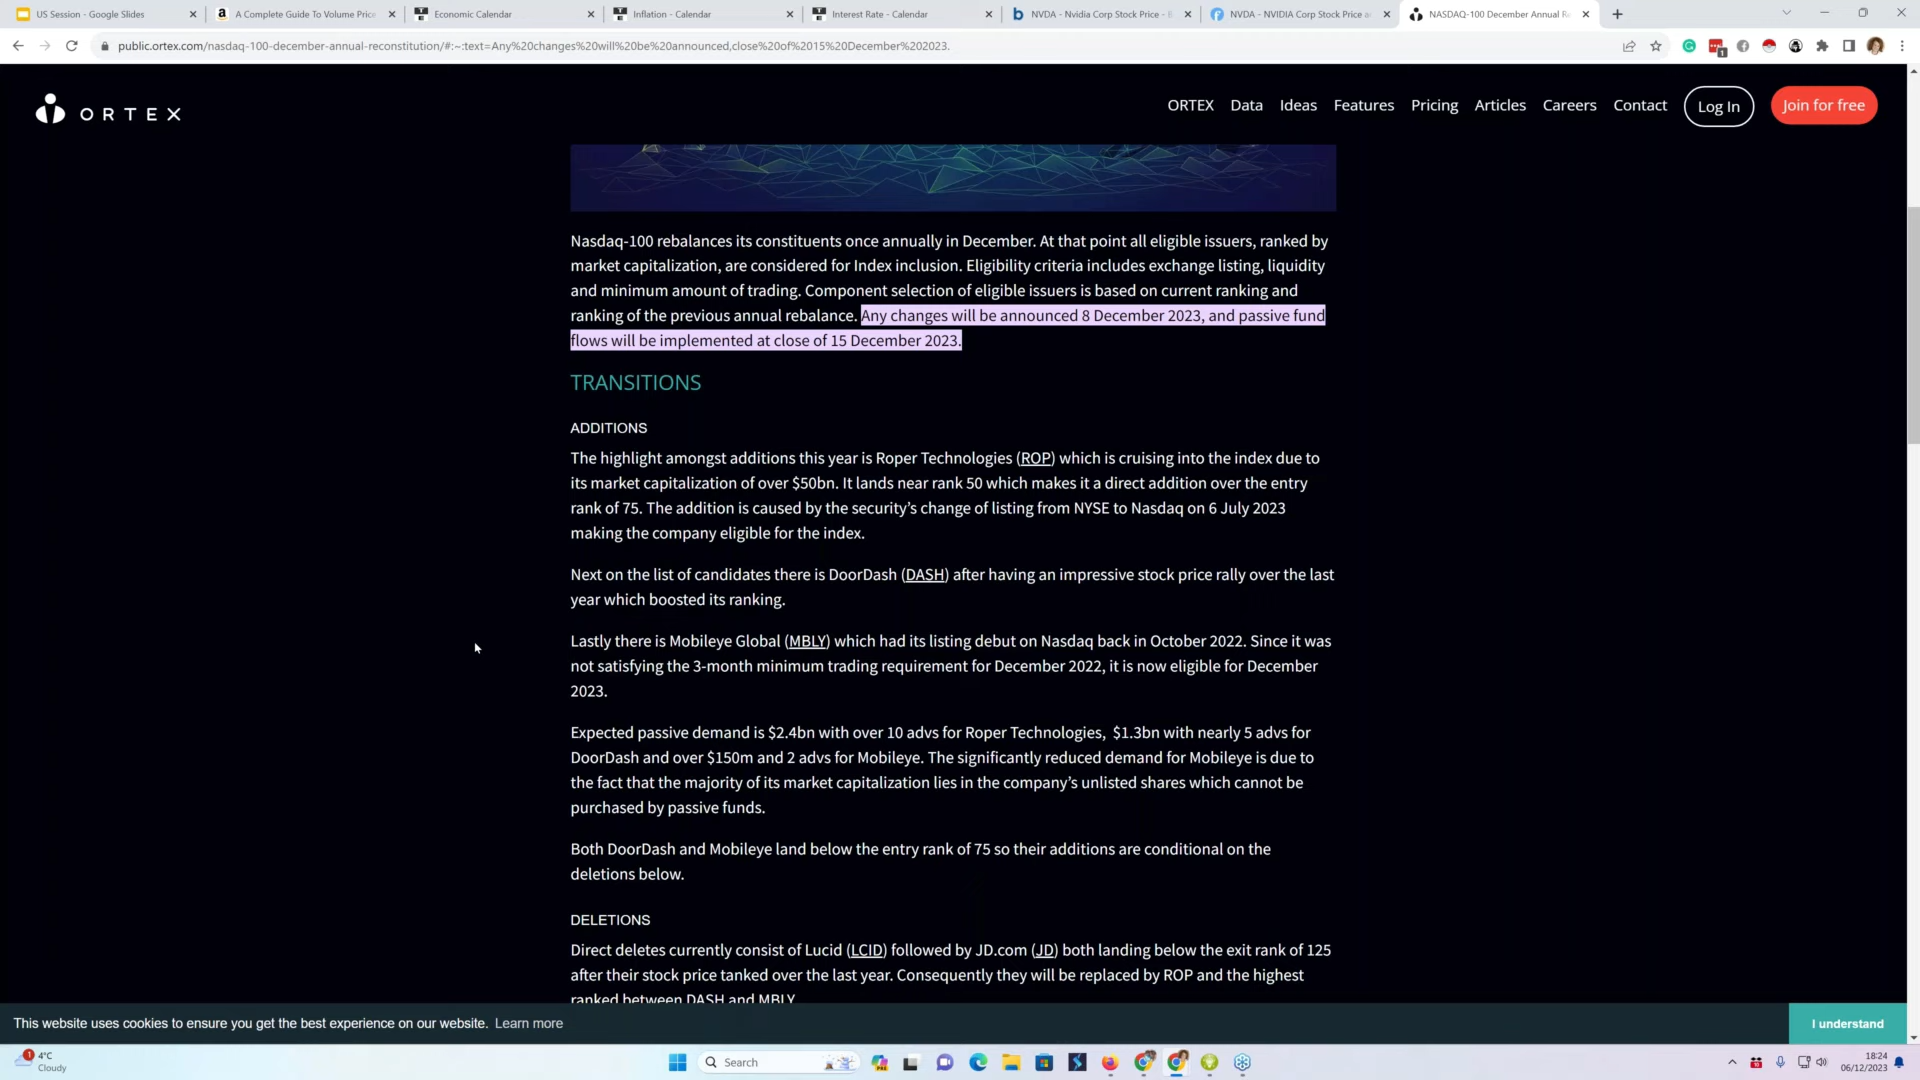 US Session - Google Slides
A Complete Guide To Volume Price
Economic Calendar
Inflation - Calendar
Interest Rate - Calendar
NVDA - Nvidia Corp Stock Price -
NVDA - NVIDIA Corp Stock Price
NASDAQ-100 December Annual
public.ortex.com/nasdaq-100-december-annual-reconstitution/#:~:text=Any%20changes%20will%20be%20announced,close%20of%2015%20December%202023.
ORTEX
ORTEX Data Ideas Features Pricing Articles Careers Contact Log In Join for free
Nasdaq-100 rebalances its constituents once annually in December. At that point all eligible issuers, ranked by
market capitalization, are considered for Index inclusion. Eligibility criteria includes exchange listing, liquidity
and minimum amount of trading. Component selection of eligible issuers is based on current ranking and
ranking of the previous annual rebalance. Any changes will be announced 8 December 2023, and passive fund
flows will be implemented at close of 15 December 2023.
TRANSITIONS
ADDITIONS
The highlight amongst additions this year is Roper Technologies (ROP) which is cruising into the index due to
its market capitalization of over $50bn. It lands near rank 50 which makes it a direct addition over the entry
rank of 75. The addition is caused by the security’s change of listing from NYSE to Nasdaq on 6 July 2023
making the company eligible for the index.
Next on the list of candidates there is DoorDash (DASH) after having an impressive stock price rally over the last
year which boosted its ranking.
Lastly there is Mobileye Global (MBLY) which had its listing debut on Nasdaq back in October 2022. Since it was
not satisfying the 3-month minimum trading requirement for December 2022, it is now eligible for December
2023.
Expected passive demand is $2.4bn with over 10 advs for Roper Technologies, $1.3bn with nearly 5 advs for
DoorDash and over $150m and 2 advs for Mobileye. The significantly reduced demand for Mobileye is due to
the fact that the majority of its market capitalization lies in the company’s unlisted shares which cannot be
purchased by passive funds.
Both DoorDash and Mobileye land below the entry rank of 75 so their additions are conditional on the
deletions below.
DELETIONS
Direct deletes currently consist of Lucid (LCID) followed by JD.com (JD) both landing below the exit rank of 125
after their stock price tanked over the last year. Consequently they will be replaced by ROP and the highest
ranked between DASH and MBLY.
This website uses cookies to ensure you get the best experience on our website. Learn more
I understand
1
4°C
Cloudy
Search
18:24
06/12/2023